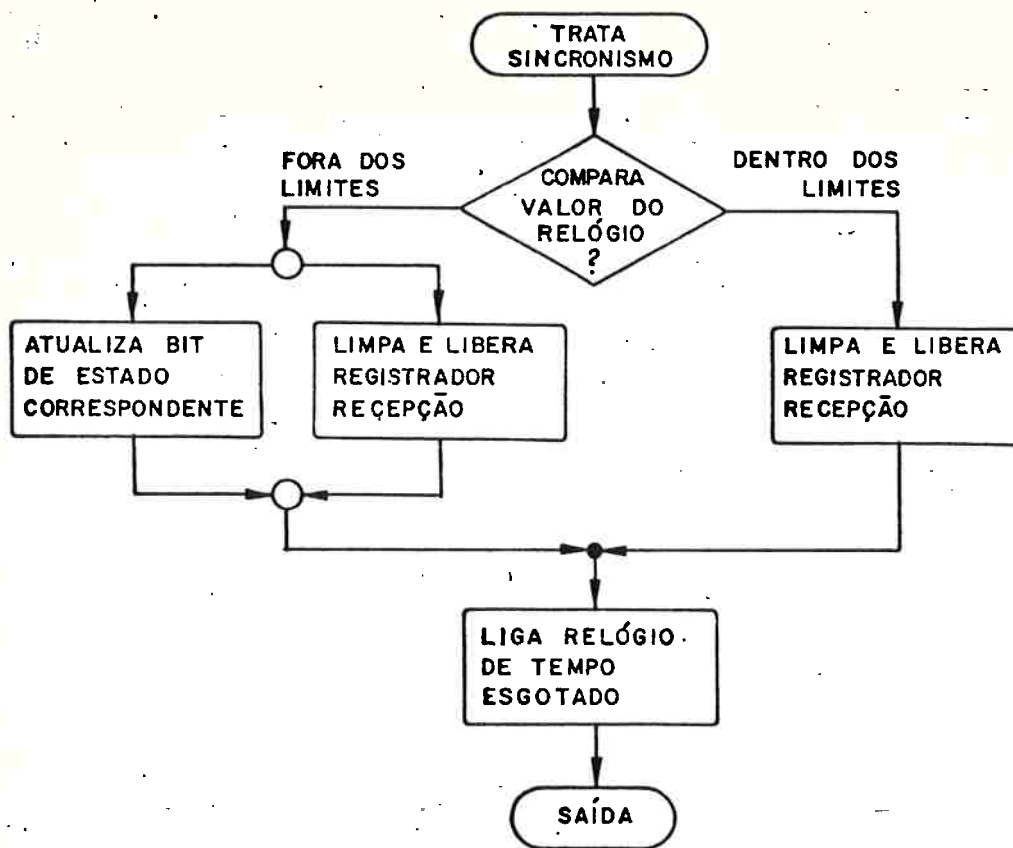 TRATA
SINCRONISMO
FORA DOS
LIMITES
DENTRO DOS
LIMITES
COMPARA
VALOR DO
RELÓGIO
?
ATUALIZA BIT
DE ESTADO
CORRESPONDENTE
LIMPA E LIBERA
REGISTRADOR
REÇEPÇÃO
LIMPA E LIBERA
REGISTRADOR
RECEPÇÃO
LIGA RELÓGIO
DE TEMPO
ESGOTADO
SAÍDA